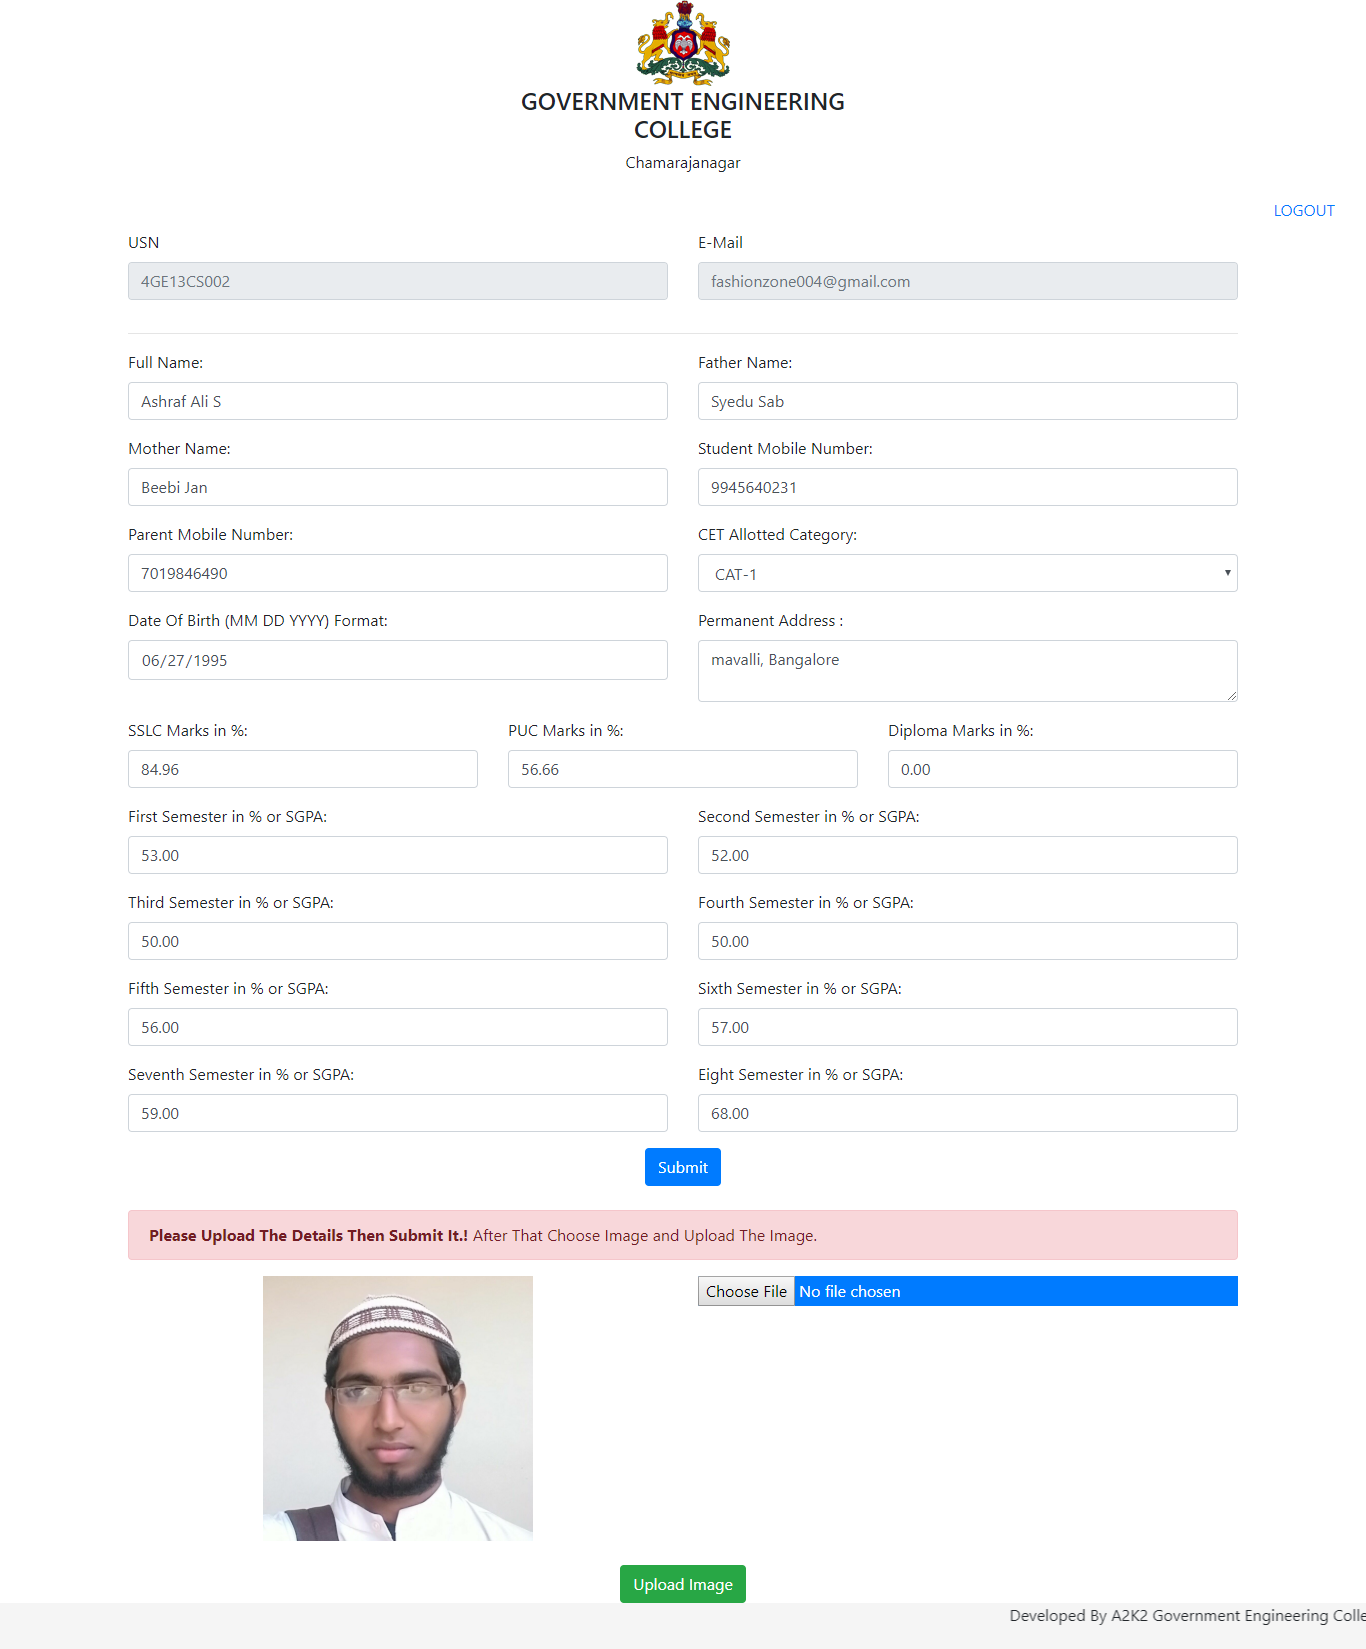 GOVERNMENT ENGINEERING
COLLEGE
Chamarajanagar
LOGOUT
USN E-Mail
4GE13CS002 fashionzone004@gmail.com
Full Name: Father Name:
Ashraf Ali S Syedu Sab
Mother Name: Student Mobile Number:
Beebi Jan 9945640231
Parent Mobile Number: CET Allotted Category:
7019846490 CAT-1
Date Of Birth (MM DD YYYY) Format: Permanent Address :
06/27/1995 mavalli, Bangalore
SSLC Marks in %: PUC Marks in %: Diploma Marks in %:
84.96 56.66 0.00
First Semester in % or SGPA: Second Semester in % or SGPA:
53.00 52.00
Third Semester in % or SGPA: Fourth Semester in % or SGPA:
50.00 50.00
Fifth Semester in % or SGPA: Sixth Semester in % or SGPA:
56.00 57.00
Seventh Semester in % or SGPA: Eight Semester in % or SGPA:
59.00 68.00
Submit
Please Upload The Details Then Submit It.! After That Choose Image and Upload The Image.
Choose File No file chosen
Upload Image
Developed By A2K2 Government Engineering Colle